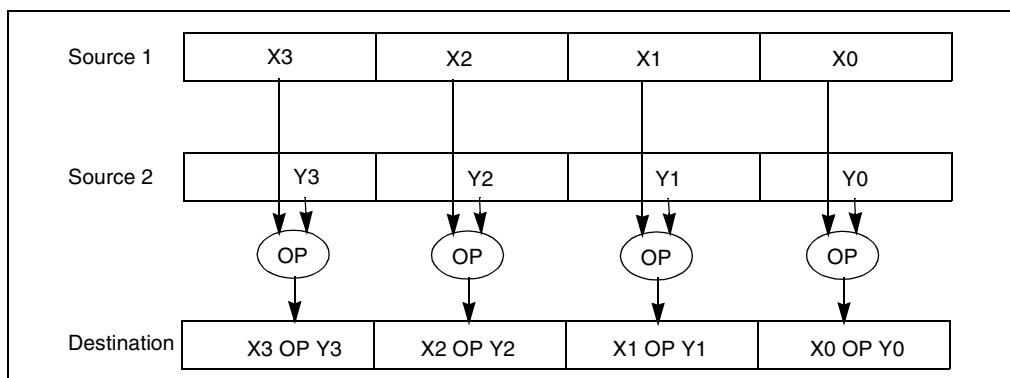 Source 1 X3 X2 X1 X0
Source 2 Y3 Y2 Y1 Y0
OP OP OP OP
Destination X3 OP Y3 X2 OP Y2 X1 OP Y1 X0 OP Y0